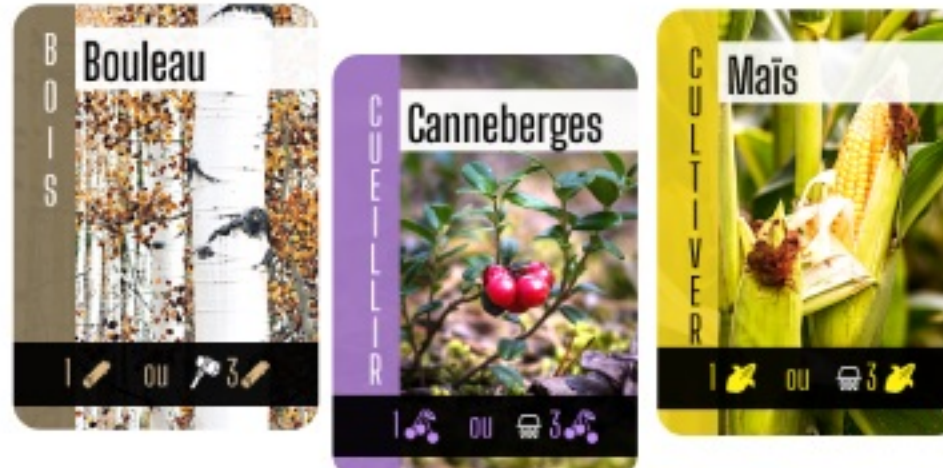 BOIS
Bouleau
1 ou 3
CUEILLIR
Canneberges
1 ou 3
CULTIVER
Maïs
1 ou 3